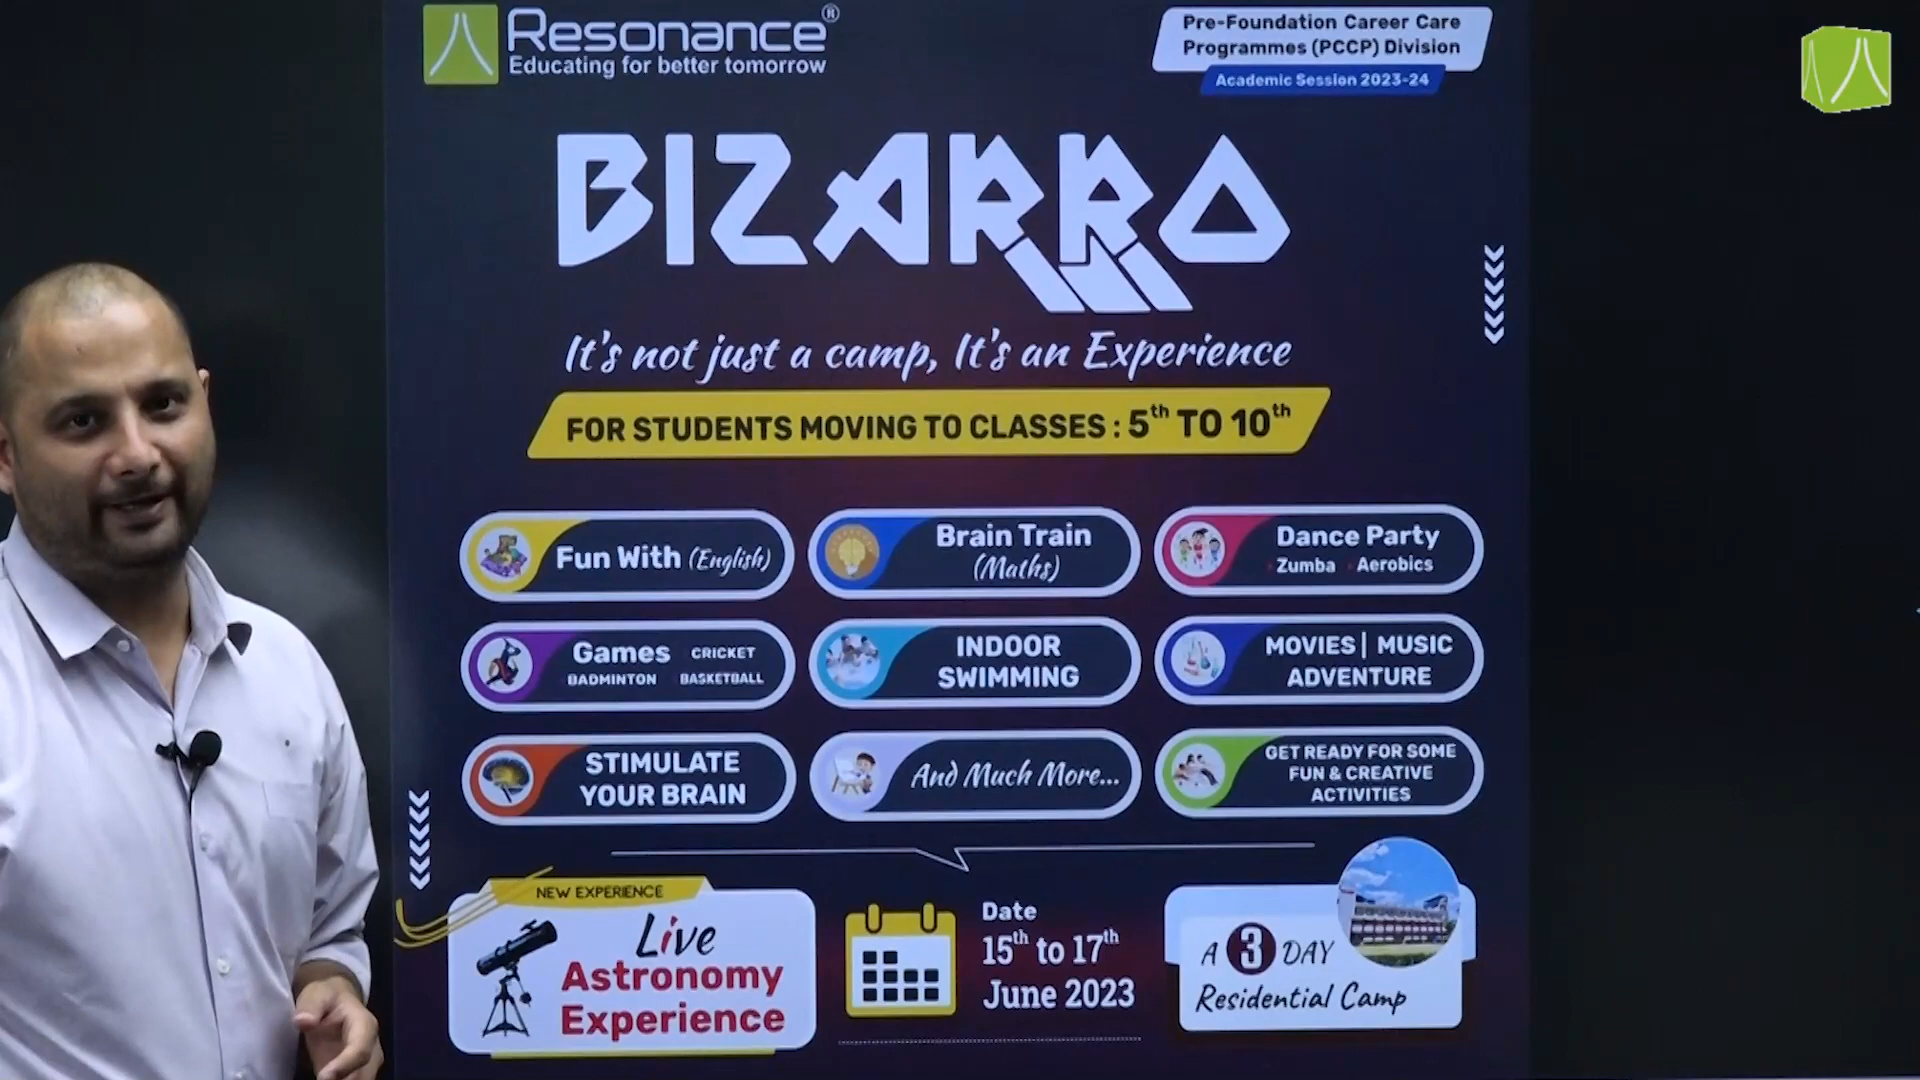 Resonance®
Educating for better tomorrow
Pre-Foundation Career Care
Programmes (PCCP) Division
Academic Session 2023-24
BIZARRO
It's not just a camp, It's an Experience
FOR STUDENTS MOVING TO CLASSES : 5th TO 10th
Fun With (English)
Brain Train
(Maths)
Dance Party
Zumba Aerobics
Games CRICKET
BADMINTON BASKETBALL
INDOOR
SWIMMING
MOVIES | MUSIC
ADVENTURE
STIMULATE
YOUR BRAIN
And Much More...
GET READY FOR SOME
FUN & CREATIVE
ACTIVITIES
NEW EXPERIENCE
Live
Astronomy
Experience
Date
15th to 17th
June 2023
A 3 DAY
Residential Camp